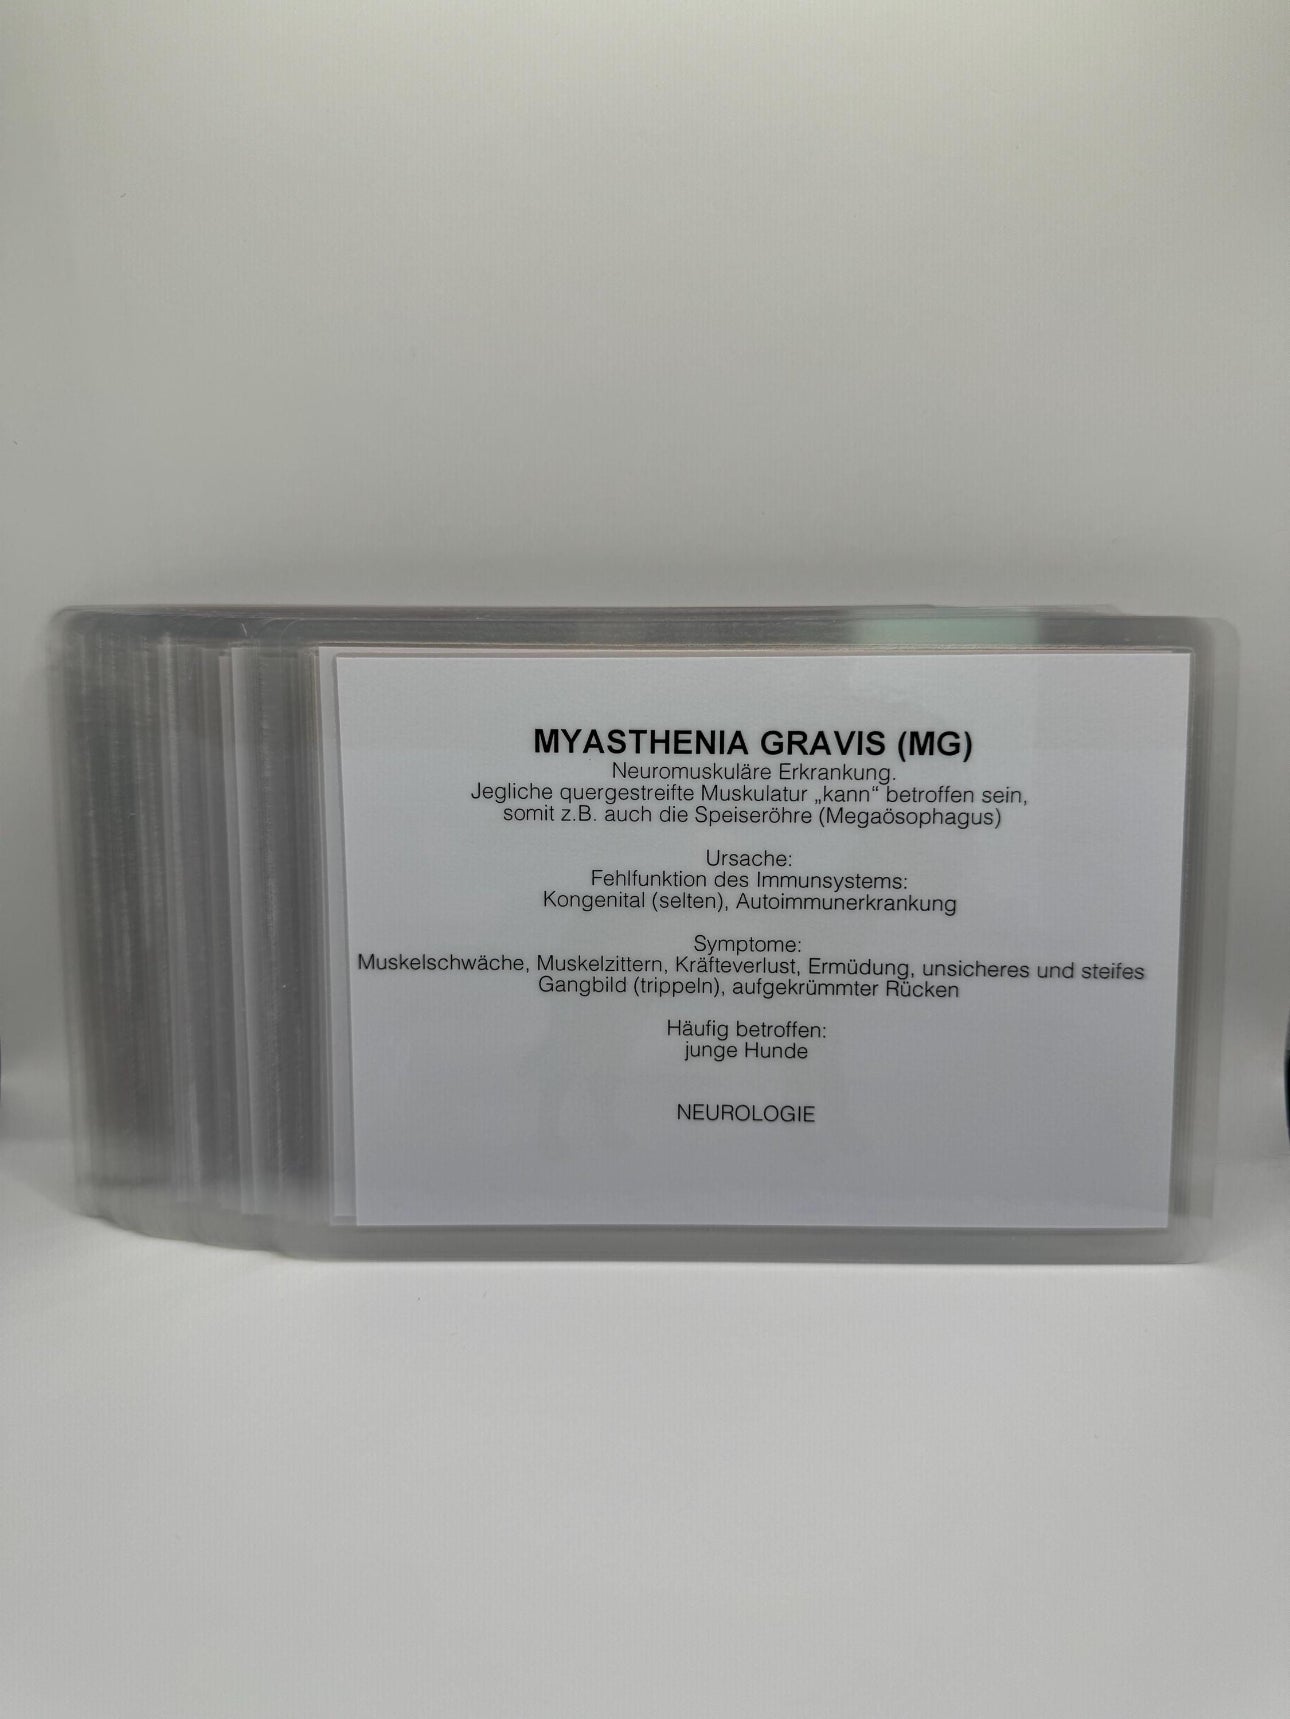 MYASTHENIA GRAVIS (MG)
Neuromuskuläre Erkrankung.
Jegliche quergestreifte Muskulatur „kann“ betroffen sein,
somit z.B. auch die Speiseröhre (Megaösophagus)
Ursache:
Fehlfunktion des Immunsystems:
Kongenital (selten), Autoimmunerkrankung
Symptome:
Muskelschwäche, Muskelzittern, Kräfteverlust, Ermüdung, unsicheres und steifes
Gangbild (trippeln), aufgekrümmter Rücken
Häufig betroffen:
junge Hunde
NEUROLOGIE